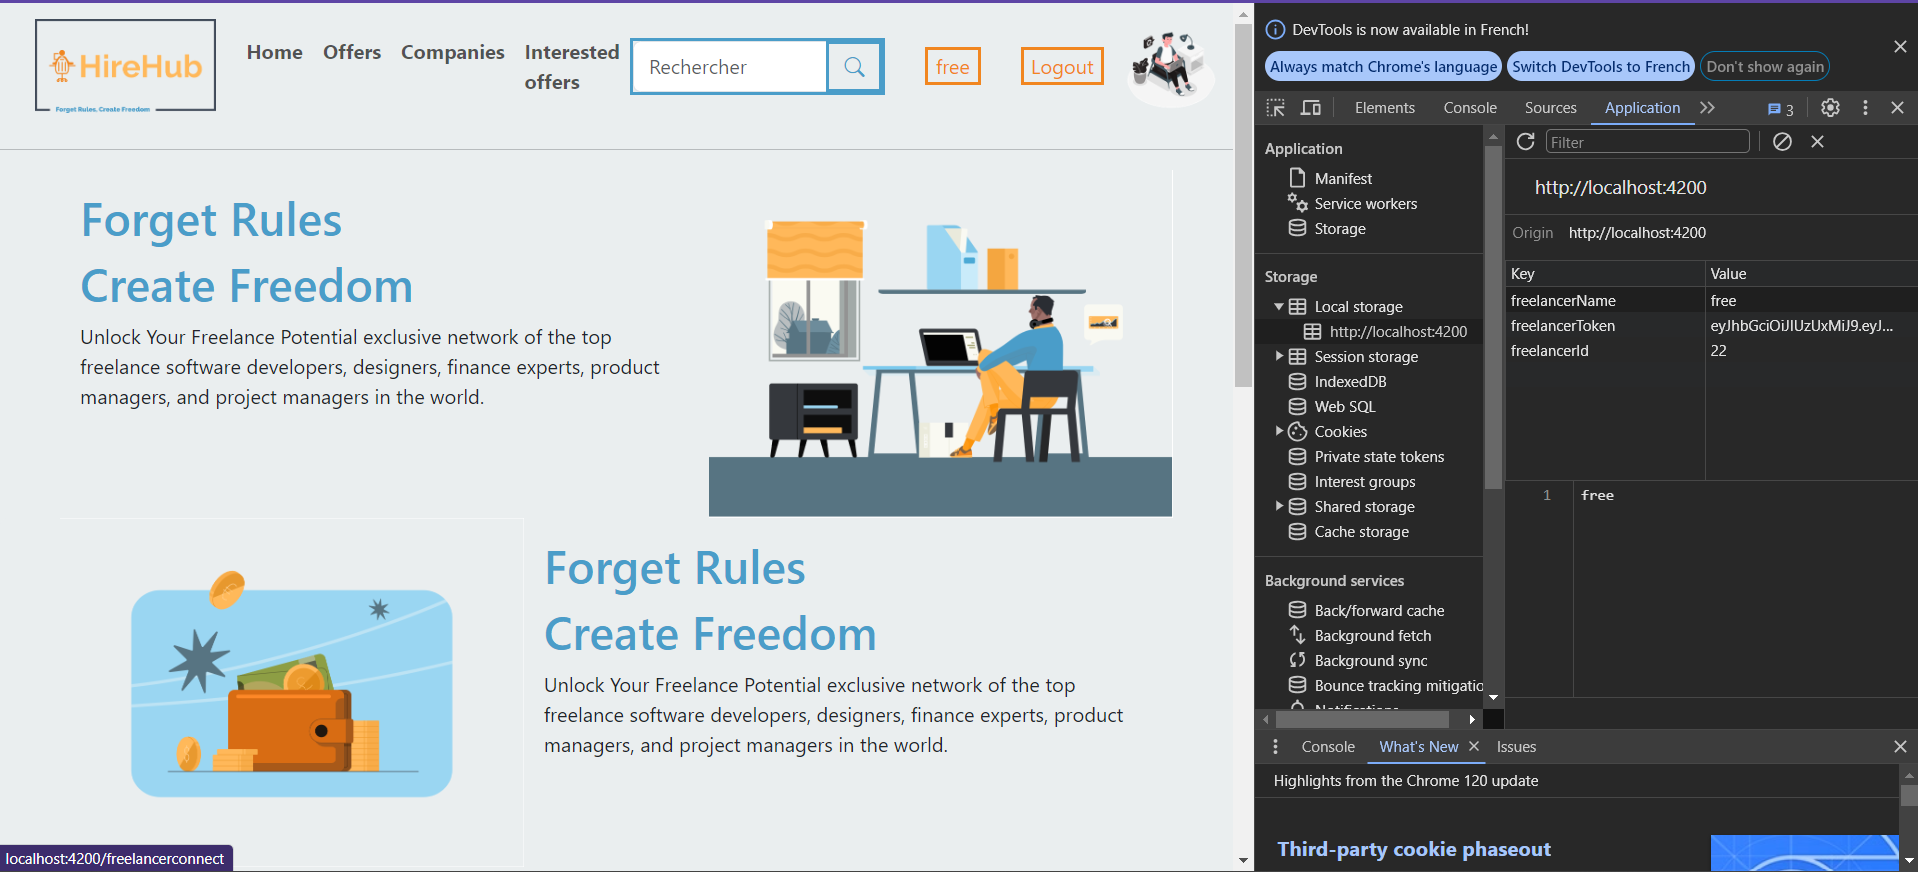 HireHub
Forget Rules. Create Freedom
Home
Offers
Companies
Interested
offers
Rechercher
free
Logout
Forget Rules
Create Freedom
Unlock Your Freelance Potential exclusive network of the top
freelance software developers, designers, finance experts, product
managers, and project managers in the world.
Forget Rules
Create Freedom
Unlock Your Freelance Potential exclusive network of the top
freelance software developers, designers, finance experts, product
managers, and project managers in the world.
localhost:4200/freelancerconnect
DevTools is now available in French!
Always match Chrome's language
Switch DevTools to French
Don't show again
Elements
Console
Sources
Application
3
Application
Manifest
Service workers
Storage
Storage
Local storage
http://localhost:4200
Session storage
IndexedDB
Web SQL
Cookies
Private state tokens
Interest groups
Shared storage
Cache storage
Background services
Back/forward cache
Background fetch
Background sync
Bounce tracking mitigatio
Notifications
Filter
http://localhost:4200
Origin http://localhost:4200
Key Value
freelancerName free
freelancerToken eyJhbGciOiJIUzUxMiJ9.eyJ...
freelancerId 22
1 free
Console
What's New
Issues
Highlights from the Chrome 120 update
Third-party cookie phaseout